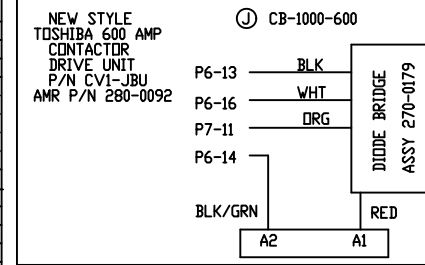 NEW STYLE
TOSHIBA 600 AMP
CONTACTOR
DRIVE UNIT
P/N CV1-JBU
AMR P/N 280-0092
J CB-1000-600
P6-13 BLK
P6-16 WHT
P7-11 ORG
P6-14
DIODE BRIDGE
ASSY 270-0179
BLK/GRN RED
A2 A1